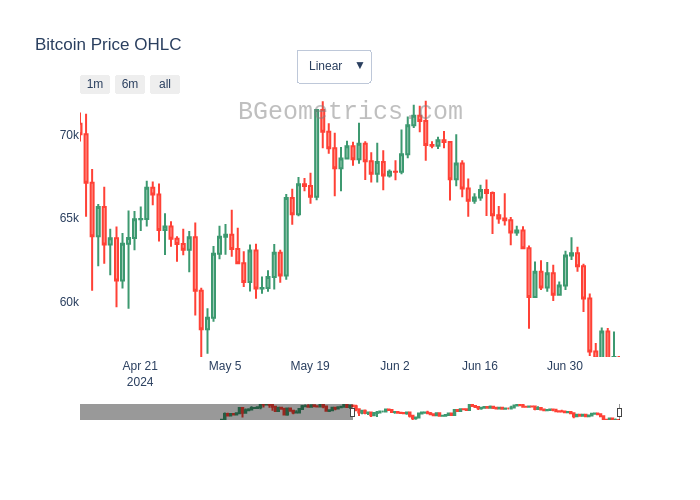 Bitcoin Price OHLC
Linear ▼
1m 6m all
BGeometrics.com
70k
65k
60k
Apr 21 May 5 May 19 Jun 2 Jun 16 Jun 30
2024